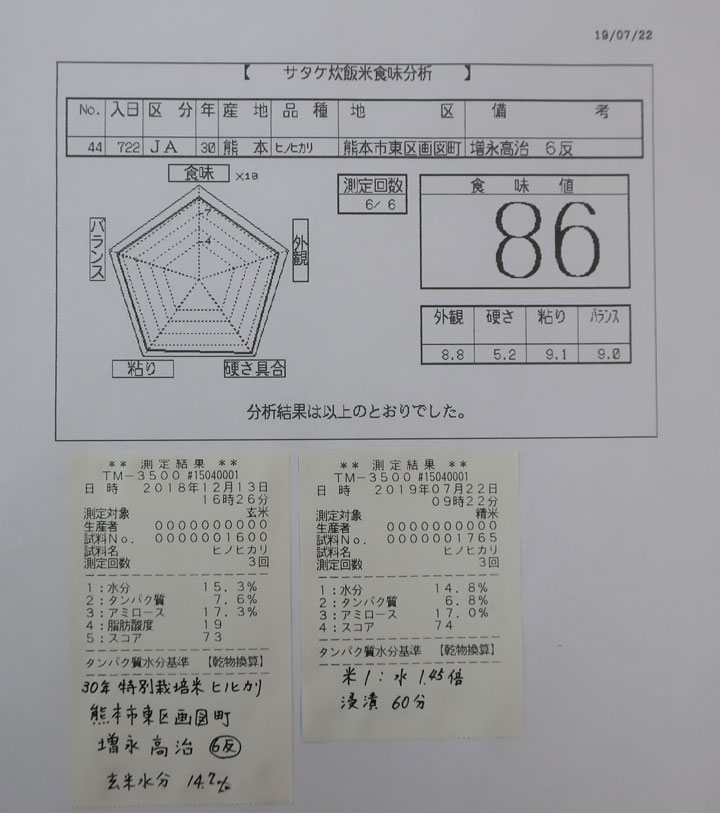 19/07/22
【 サタケ炊飯米食味分析 】
No. 入日 区分 年 産地 品種 地区 備考
44 722 JA 30 熊本 ヒノヒカリ 熊本市東区画図町 増永高治 6反
食味 ×10
7
4
バランス
外観
粘り
硬さ具合
測定回数
6/ 6
食味値
86
外観 硬さ 粘り バランス
8.8 5.2 9.1 9.0
分析結果は以上のとおりでした。
** 測定結果 **
TM-3500 #15040001
日時 2018年12月13日
16時26分
測定対象 玄米
生産者 0000000000
試料No. 0000001600
試料名 ヒノヒカリ
測定回数 3回
1:水分 15.3%
2:タンパク質 7.6%
3:アミロース 17.3%
4:脂肪酸度 19
5:スコア 73
タンパク質水分基準 【乾物換算】
30年 特別栽培米 ヒノヒカリ
熊本市東区画図町
増永 高治 6反
玄米水分 14.7%
** 測定結果 **
TM-3500 #15040001
日時 2019年07月22日
09時22分
測定対象 精米
生産者 0000000000
試料No. 0000001765
試料名 ヒノヒカリ
測定回数 3回
1:水分 14.8%
2:タンパク質 6.8%
3:アミロース 17.0%
4:スコア 74
タンパク質水分基準 【乾物換算】
米1:水 1.45倍
浸漬 60分